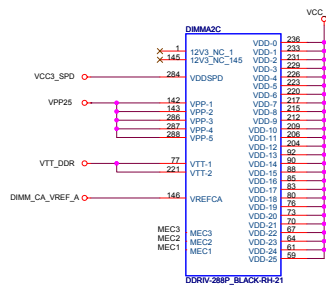 VCC
DIMMA2C
1 12V3_NC_1 VDD-0 236
145 12V3_NC_145 VDD-1 233
VDD-2 231
VCC3_SPD 284 VDDSPD VDD-3 229
VDD-4 226
VDD-5 223
VPP25 142 VPP-1 VDD-6 220
143 VPP-2 VDD-7 217
286 VPP-3 VDD-8 215
287 VPP-4 VDD-9 212
288 VPP-5 VDD-10 209
VDD-11 206
VDD-12 204
VDD-13 92
VTT_DDR 77 VTT-1 VDD-14 90
221 VTT-2 VDD-15 88
VDD-16 85
VDD-17 83
DIMM_CA_VREF_A 146 VREFCA VDD-18 80
VDD-19 76
VDD-20 73
VDD-21 70
MEC3 MEC3 VDD-22 67
MEC2 MEC2 VDD-23 64
MEC1 MEC1 VDD-24 61
VDD-25 59
DDRIV-288P_BLACK-RH-21